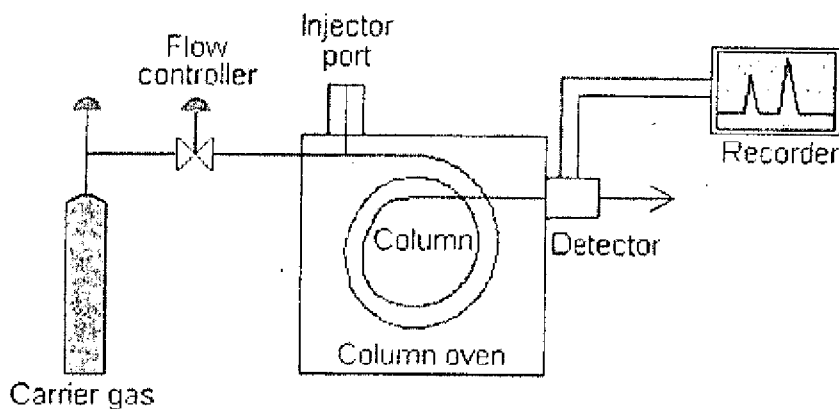 Flow
controller
Injector
port
Recorder
Column
Detector
Column oven
Carrier gas